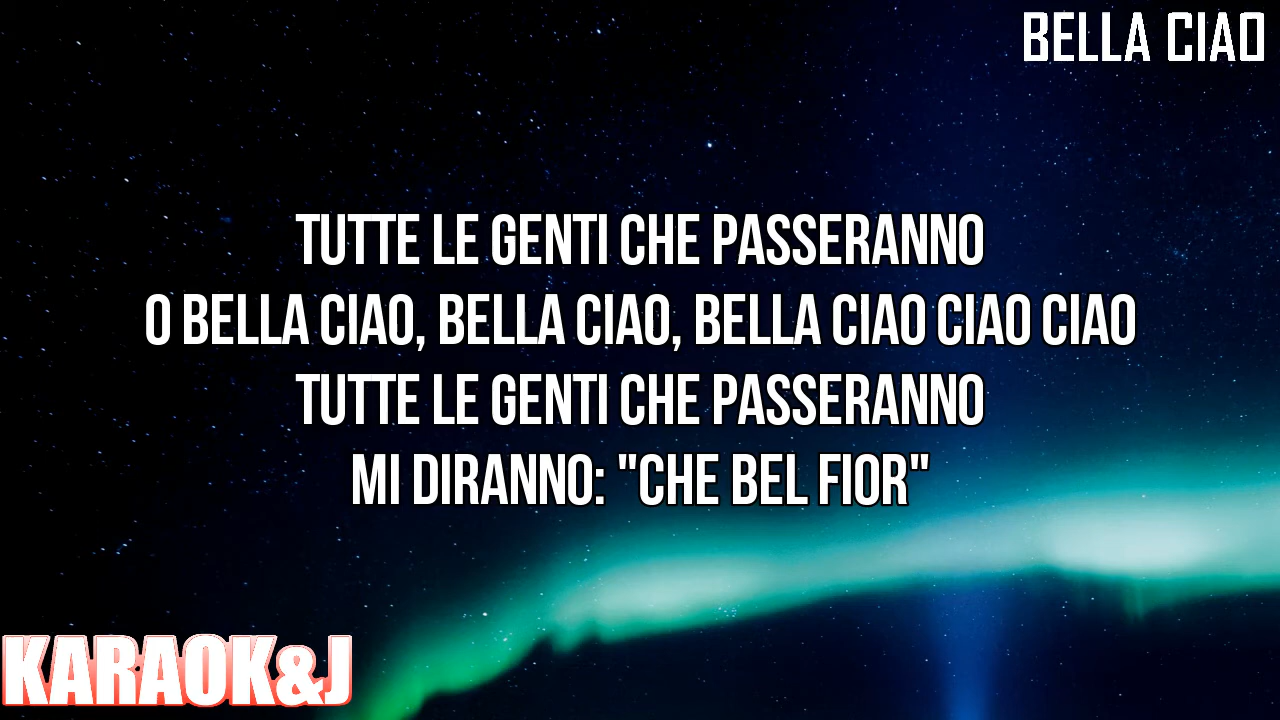 BELLA CIAO
TUTTE LE GENTI CHE PASSERANNO
O BELLA CIAO, BELLA CIAO, BELLA CIAO CIAO CIAO
TUTTE LE GENTI CHE PASSERANNO
MI DIRANNO: "CHE BEL FIOR"
KARAOK&J